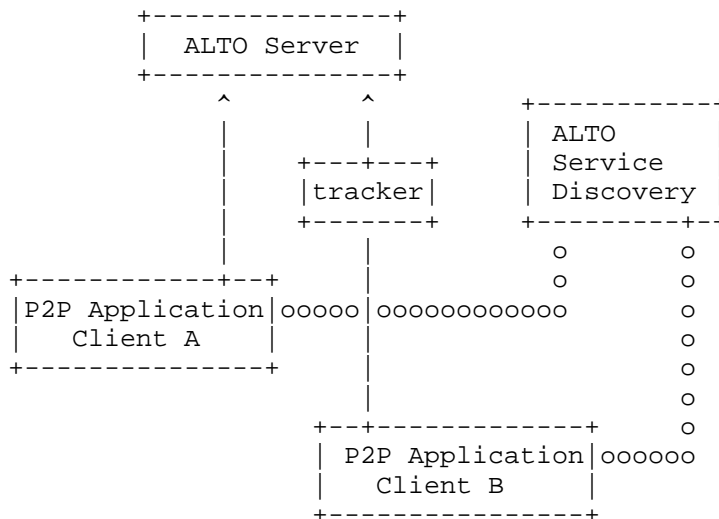 ALTO Server
ALTO
Service
tracker
Discovery
P2P Application
Client A
P2P Application
Client B